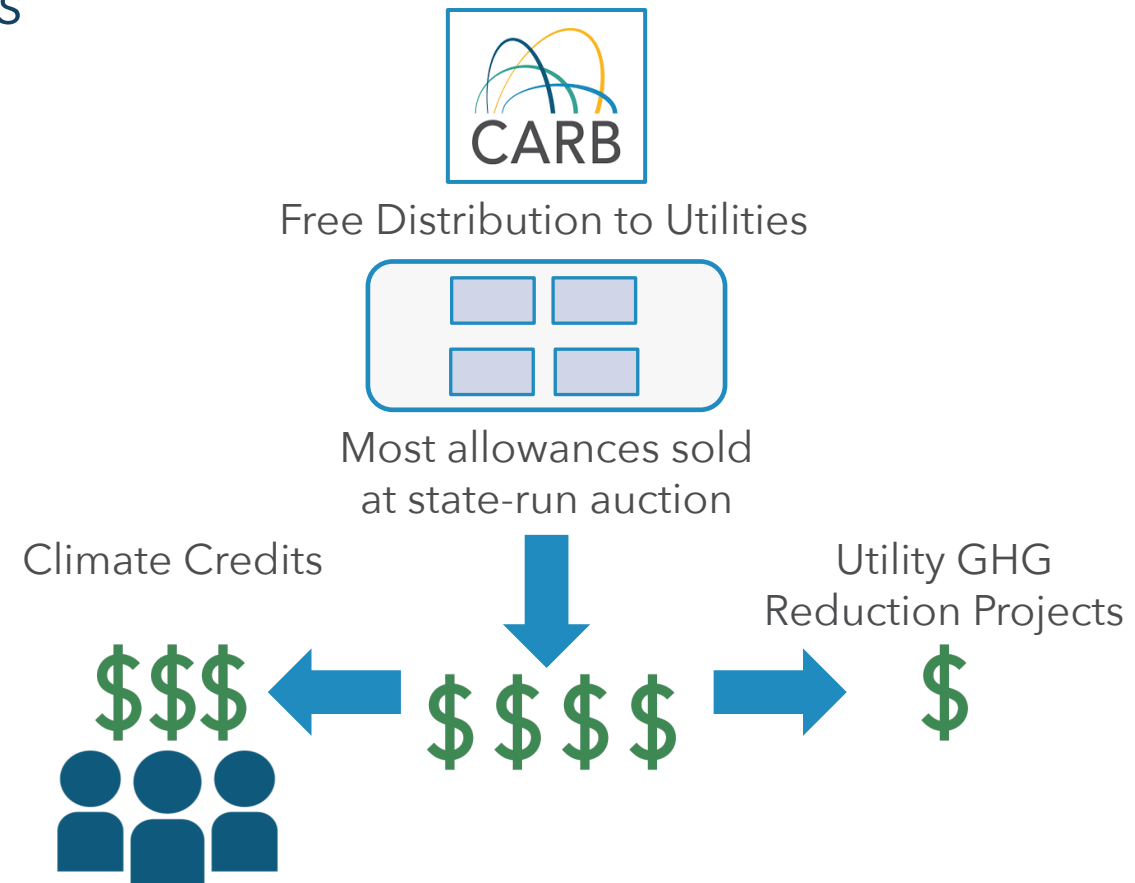 s
CARB
Free Distribution to Utilities
Most allowances sold
at state-run auction
Climate Credits
Utility GHG
Reduction Projects
$$$
$ $ $ $
$